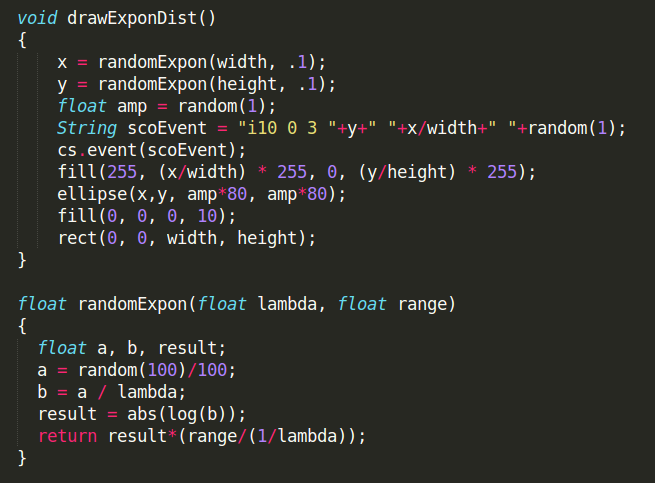 void drawExponDist()
{
    x = randomExpon(width, .1);
    y = randomExpon(height, .1);
    float amp = random(1);
    String scoEvent = "i10 0 3 "+y+" "+x/width+" "+random(1);
    cs.event(scoEvent);
    fill(255, (x/width) * 255, 0, (y/height) * 255);
    ellipse(x,y, amp*80, amp*80);
    fill(0, 0, 0, 10);
    rect(0, 0, width, height);
}

float randomExpon(float lambda, float range)
{
  float a, b, result;
  a = random(100)/100;
  b = a / lambda;
  result = abs(log(b));
  return result*(range/(1/lambda));
}